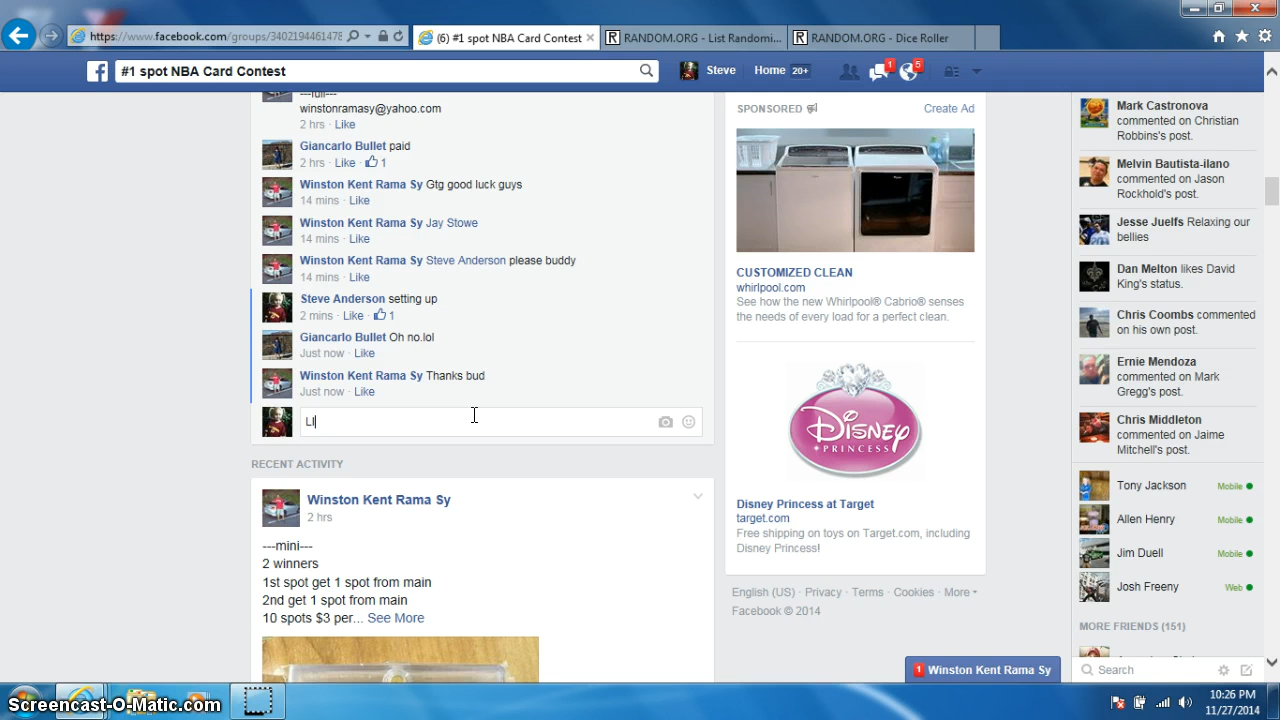 https://www.facebook.com/groups/3402194461478
(6) #1 spot NBA Card Contest
RANDOM.ORG - List Randomi...
RANDOM.ORG - Dice Roller
#1 spot NBA Card Contest
Steve
Home 20+
1
5
---full---
winstonramasy@yahoo.com
2 hrs · Like
Giancarlo Bullet paid
2 hrs · Like · 1
Winston Kent Rama Sy Gtg good luck guys
14 mins · Like
Winston Kent Rama Sy Jay Stowe
14 mins · Like
Winston Kent Rama Sy Steve Anderson please buddy
14 mins · Like
Steve Anderson setting up
2 mins · Like · 1
Giancarlo Bullet Oh no.lol
Just now · Like
Winston Kent Rama Sy Thanks bud
Just now · Like
LI
RECENT ACTIVITY
Winston Kent Rama Sy
2 hrs
---mini---
2 winners
1st spot get 1 spot from main
2nd get 1 spot from main
10 spots $3 per... See More
SPONSORED
Create Ad
CUSTOMIZED CLEAN
whirlpool.com
See how the new Whirlpool® Cabrio® senses
the needs of every load for a perfect clean.
Disney
PRINCESS
Disney Princess at Target
target.com
Free shipping on toys on Target.com, including
Disney Princess!
English (US) · Privacy · Terms · Cookies · More
Facebook © 2014
Mark Castronova
commented on Christian
Robbins's post.
Melvin Bautista-ilano
commented on Jason
Rockhold's post.
Jesse Juelfs Relaxing our
bellies
Dan Melton likes David
King's status.
Chris Coombs commented
on his own post.
Ernie Mendoza
commented on Mark
Gregg's post.
Chris Middleton
commented on Jaime
Mitchell's post.
Tony Jackson Mobile
Allen Henry Mobile
Jim Duell Mobile
Josh Freeny Web
MORE FRIENDS (151)
Search
1 Winston Kent Rama Sy
Screencast-O-Matic.com
10:26 PM
11/27/2014